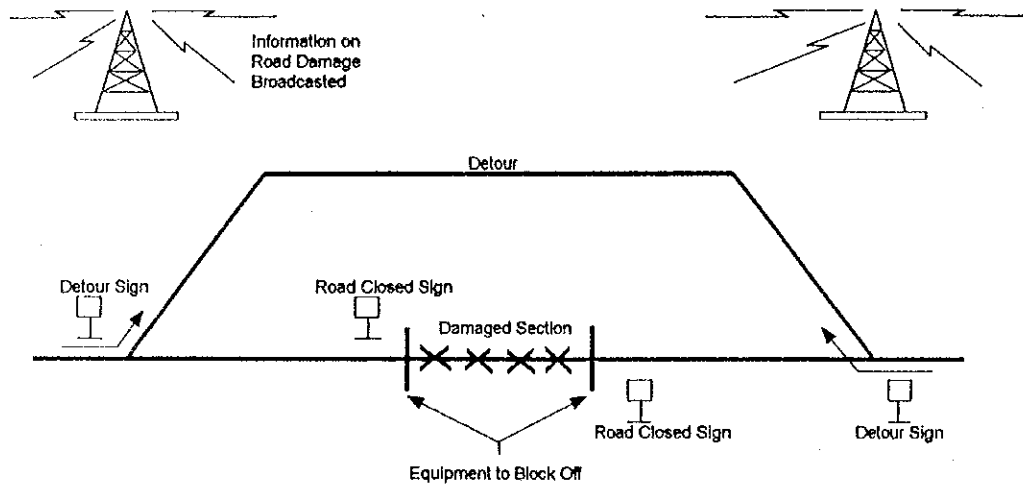 Information on
Road Damage
Broadcasted
Detour
Detour Sign
Road Closed Sign
Damaged Section
Road Closed Sign
Detour Sign
Equipment to Block Off